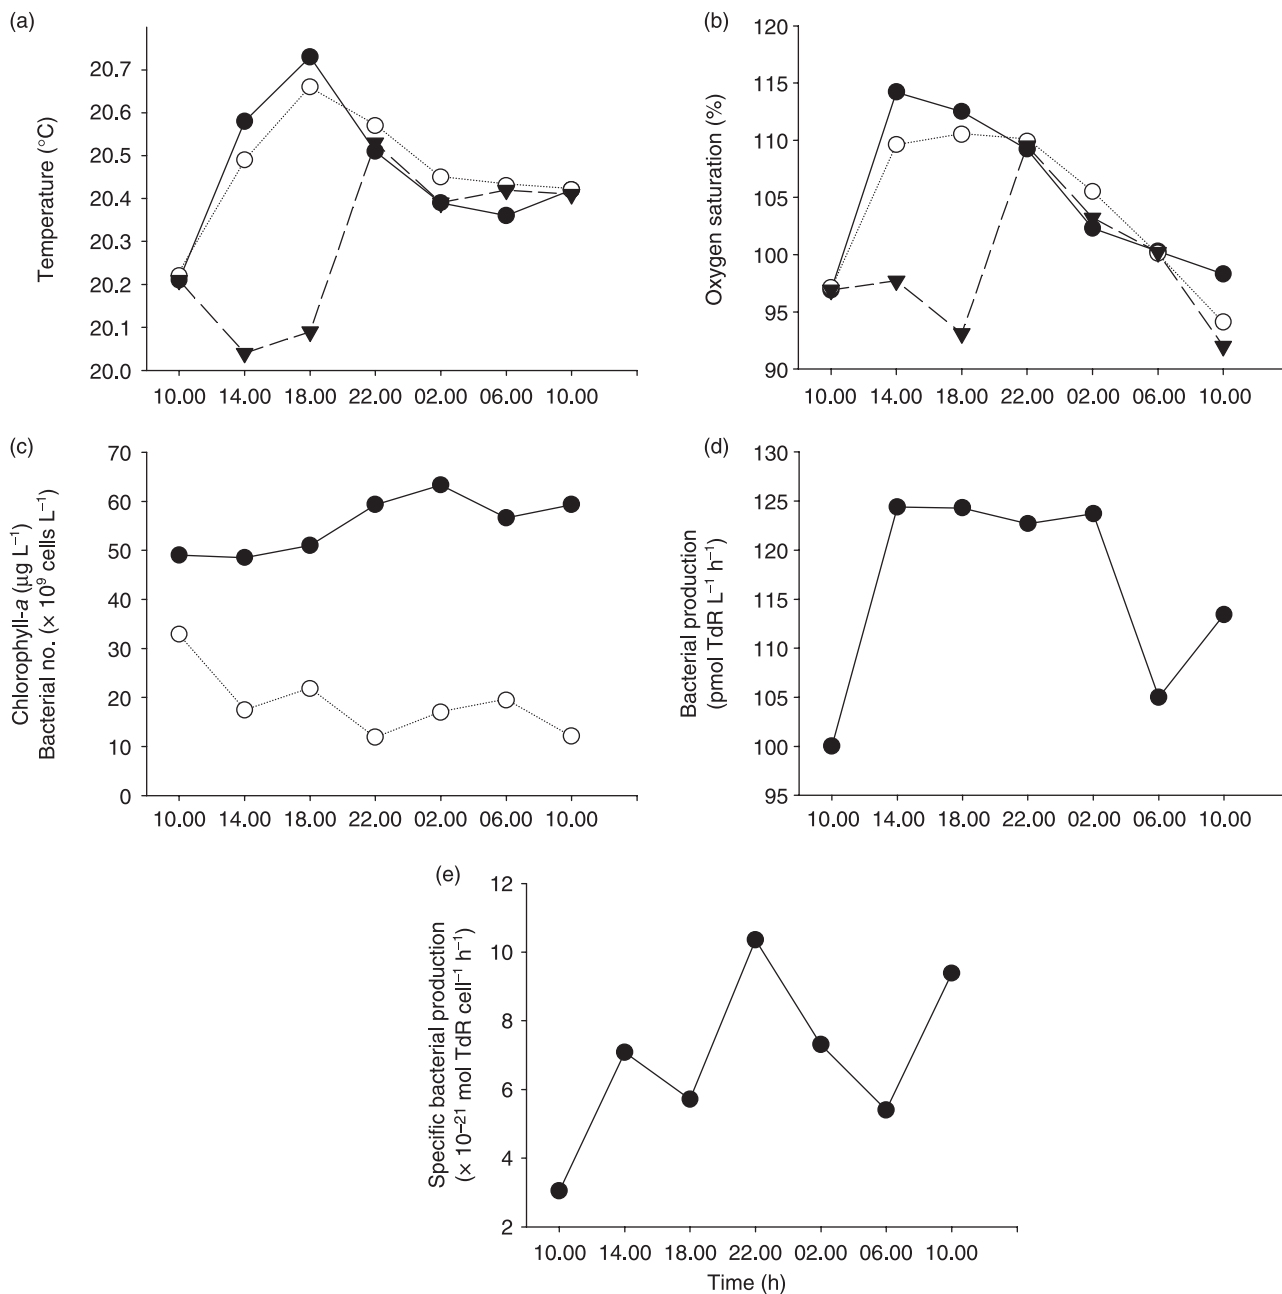 (a)
Temperature (°C)
20.7
20.6
20.5
20.4
20.3
20.2
20.1
20.0
10.00 14.00 18.00 22.00 02.00 06.00 10.00
(b)
Oxygen saturation (%)
120
115
110
105
100
95
90
10.00 14.00 18.00 22.00 02.00 06.00 10.00
(c)
Chlorophyll-a (µg L⁻¹)
Bacterial no. (× 10⁹ cells L⁻¹)
70
60
50
40
30
20
10
0
10.00 14.00 18.00 22.00 02.00 06.00 10.00
(d)
Bacterial production
(pmol TdR L⁻¹ h⁻¹)
130
125
120
115
110
105
100
95
10.00 14.00 18.00 22.00 02.00 06.00 10.00
(e)
Specific bacterial production
(× 10⁻²¹ mol TdR cell⁻¹ h⁻¹)
12
10
8
6
4
2
10.00 14.00 18.00 22.00 02.00 06.00 10.00
Time (h)